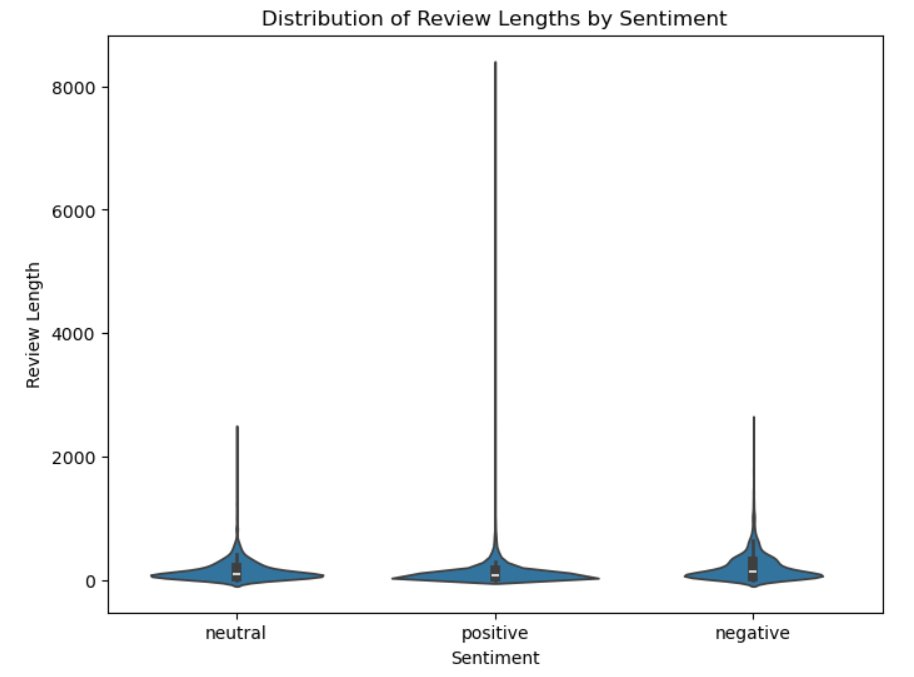 Distribution of Review Lengths by Sentiment
8000
6000
4000
2000
0
Review Length
neutral positive negative
Sentiment